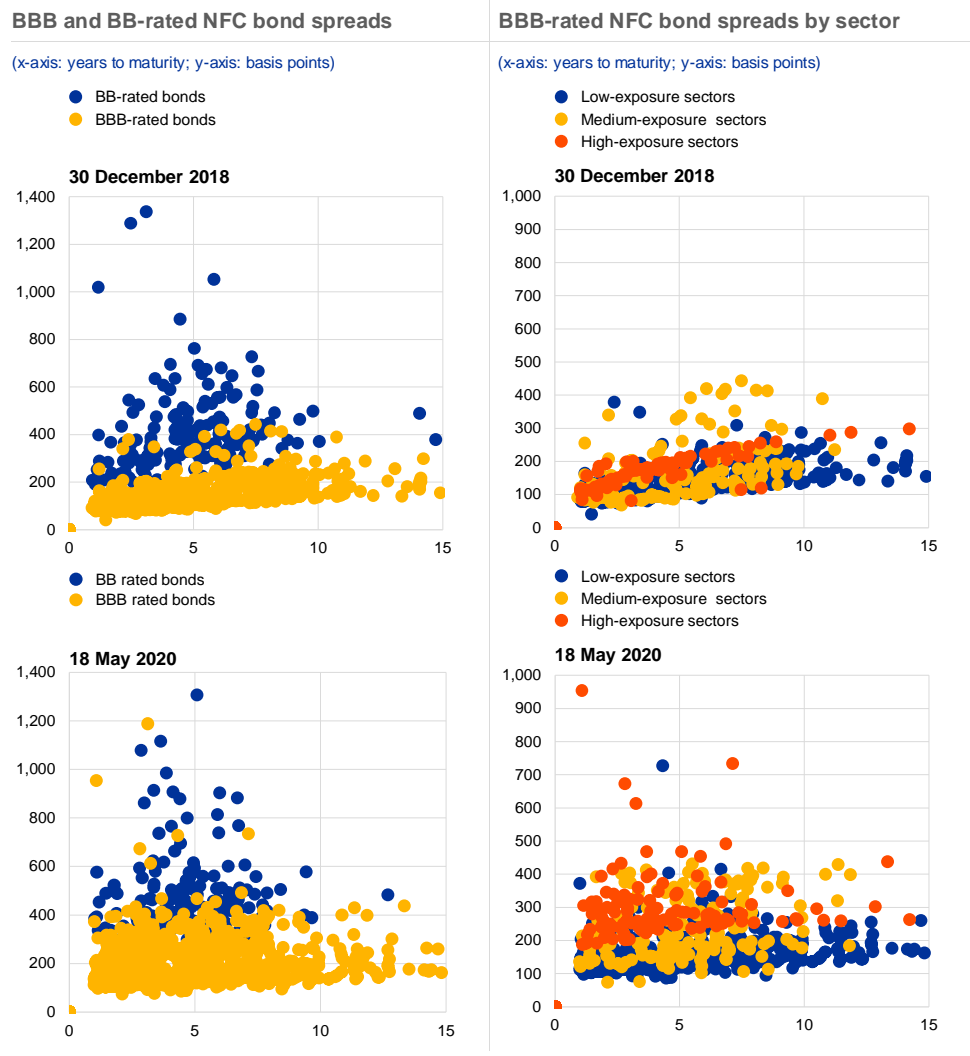 BBB and BB-rated NFC bond spreads
(x-axis: years to maturity; y-axis: basis points)
BB-rated bonds
BBB-rated bonds
30 December 2018
1,400
1,200
1,000
800
600
400
200
0
0 5 10 15
BB rated bonds
BBB rated bonds
18 May 2020
1,400
1,200
1,000
800
600
400
200
0
0 5 10 15
BBB-rated NFC bond spreads by sector
(x-axis: years to maturity; y-axis: basis points)
Low-exposure sectors
Medium-exposure sectors
High-exposure sectors
30 December 2018
1,000
900
800
700
600
500
400
300
200
100
0
0 5 10 15
Low-exposure sectors
Medium-exposure sectors
High-exposure sectors
18 May 2020
1,000
900
800
700
600
500
400
300
200
100
0
0 5 10 15